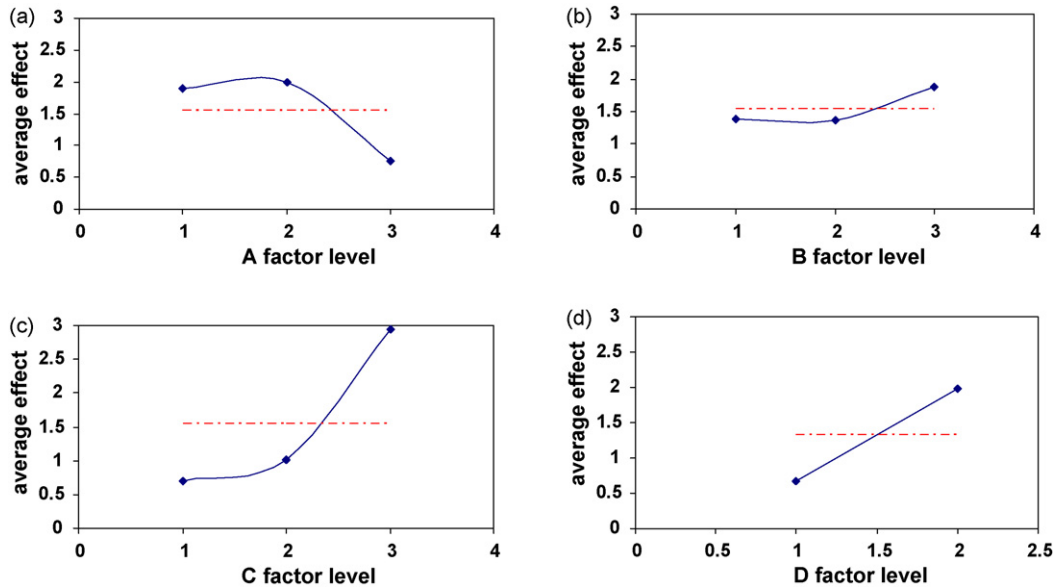 (a)
3
2.5
2
1.5
1
0.5
0
average effect
0 1 2 3 4
A factor level
(b)
3
2.5
2
1.5
1
0.5
0
average effect
0 1 2 3 4
B factor level
(c)
3
2.5
2
1.5
1
0.5
0
average effect
0 1 2 3 4
C factor level
(d)
3
2.5
2
1.5
1
0.5
0
average effect
0 0.5 1 1.5 2 2.5
D factor level